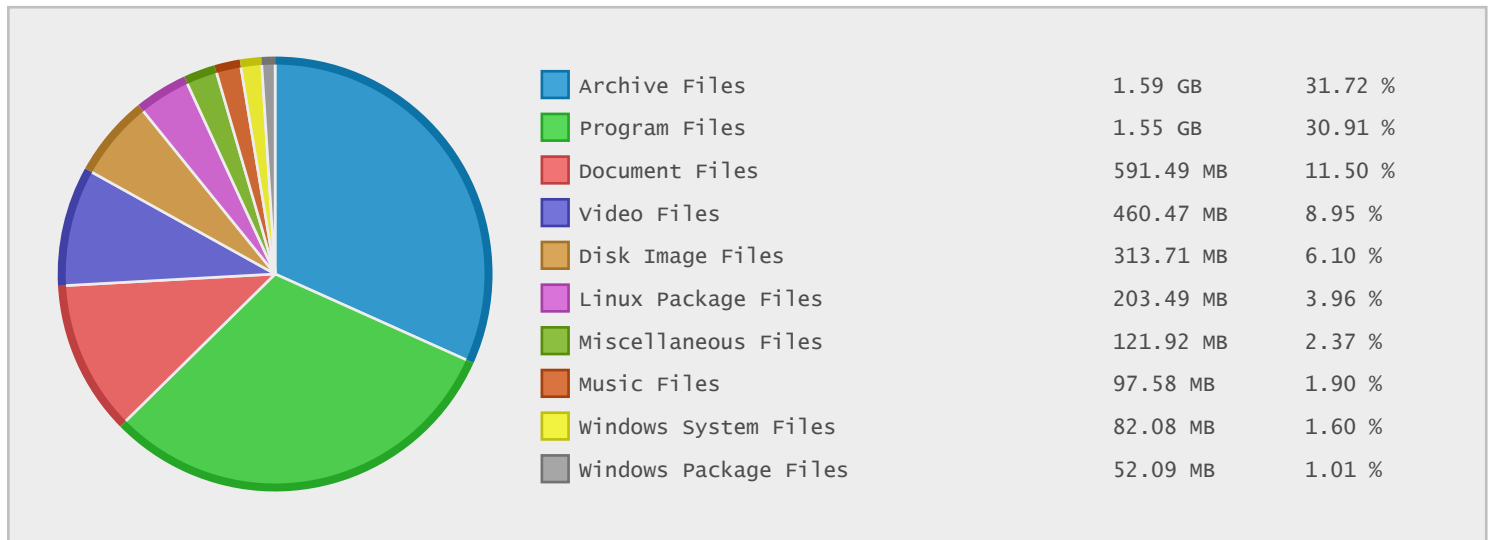 Archive Files 1.59 GB 31.72 %
Program Files 1.55 GB 30.91 %
Document Files 591.49 MB 11.50 %
Video Files 460.47 MB 8.95 %
Disk Image Files 313.71 MB 6.10 %
Linux Package Files 203.49 MB 3.96 %
Miscellaneous Files 121.92 MB 2.37 %
Music Files 97.58 MB 1.90 %
Windows System Files 82.08 MB 1.60 %
Windows Package Files 52.09 MB 1.01 %